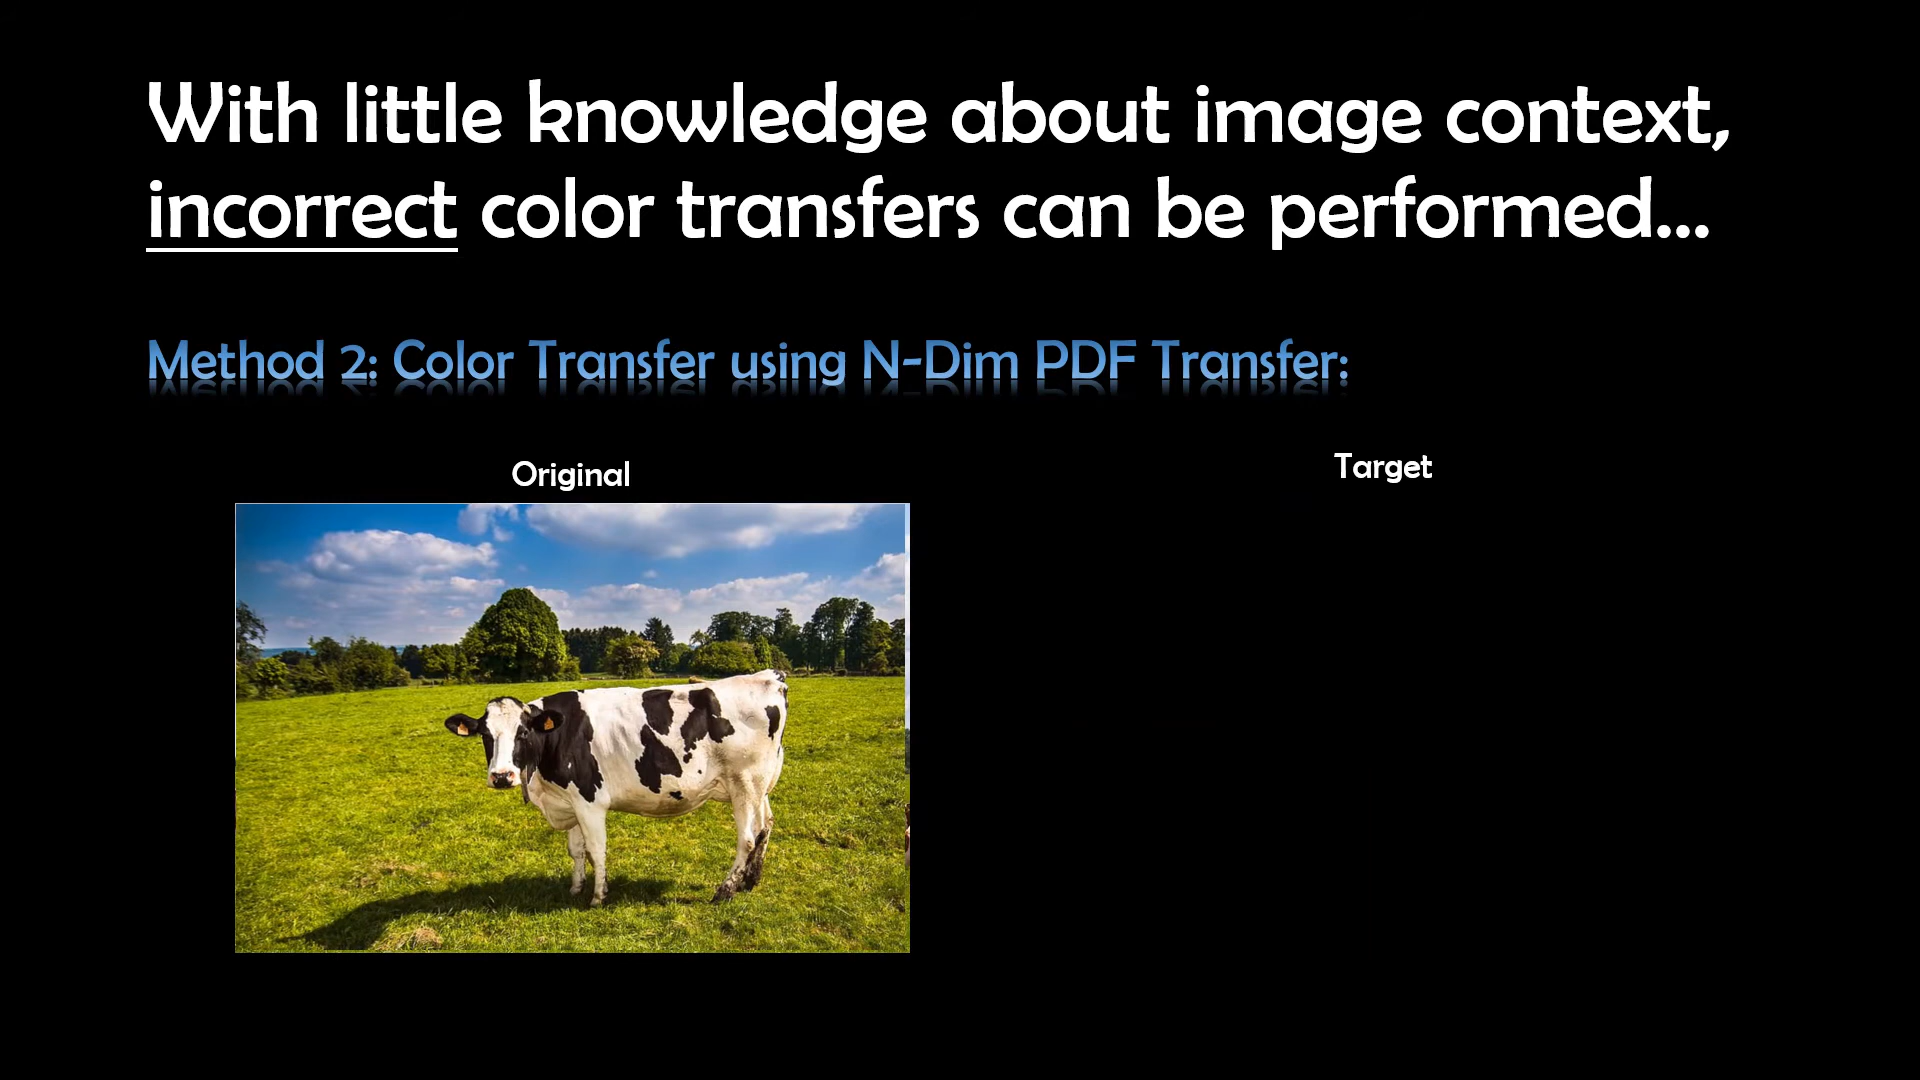 With little knowledge about image context,
incorrect color transfers can be performed...
Method 2: Color Transfer using N-Dim PDF Transfer:
Original
Target